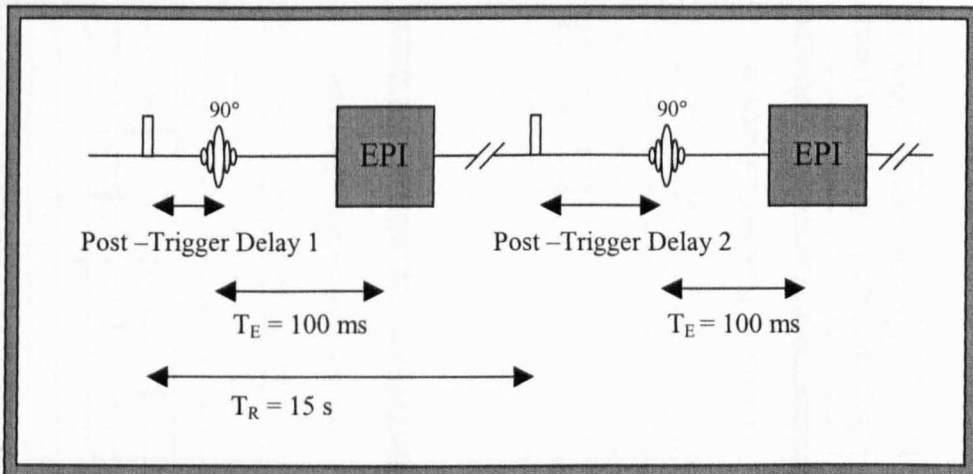 90°
90°
EPI
EPI
Post –Trigger Delay 1
Post –Trigger Delay 2
TE = 100 ms
TE = 100 ms
TR = 15 s